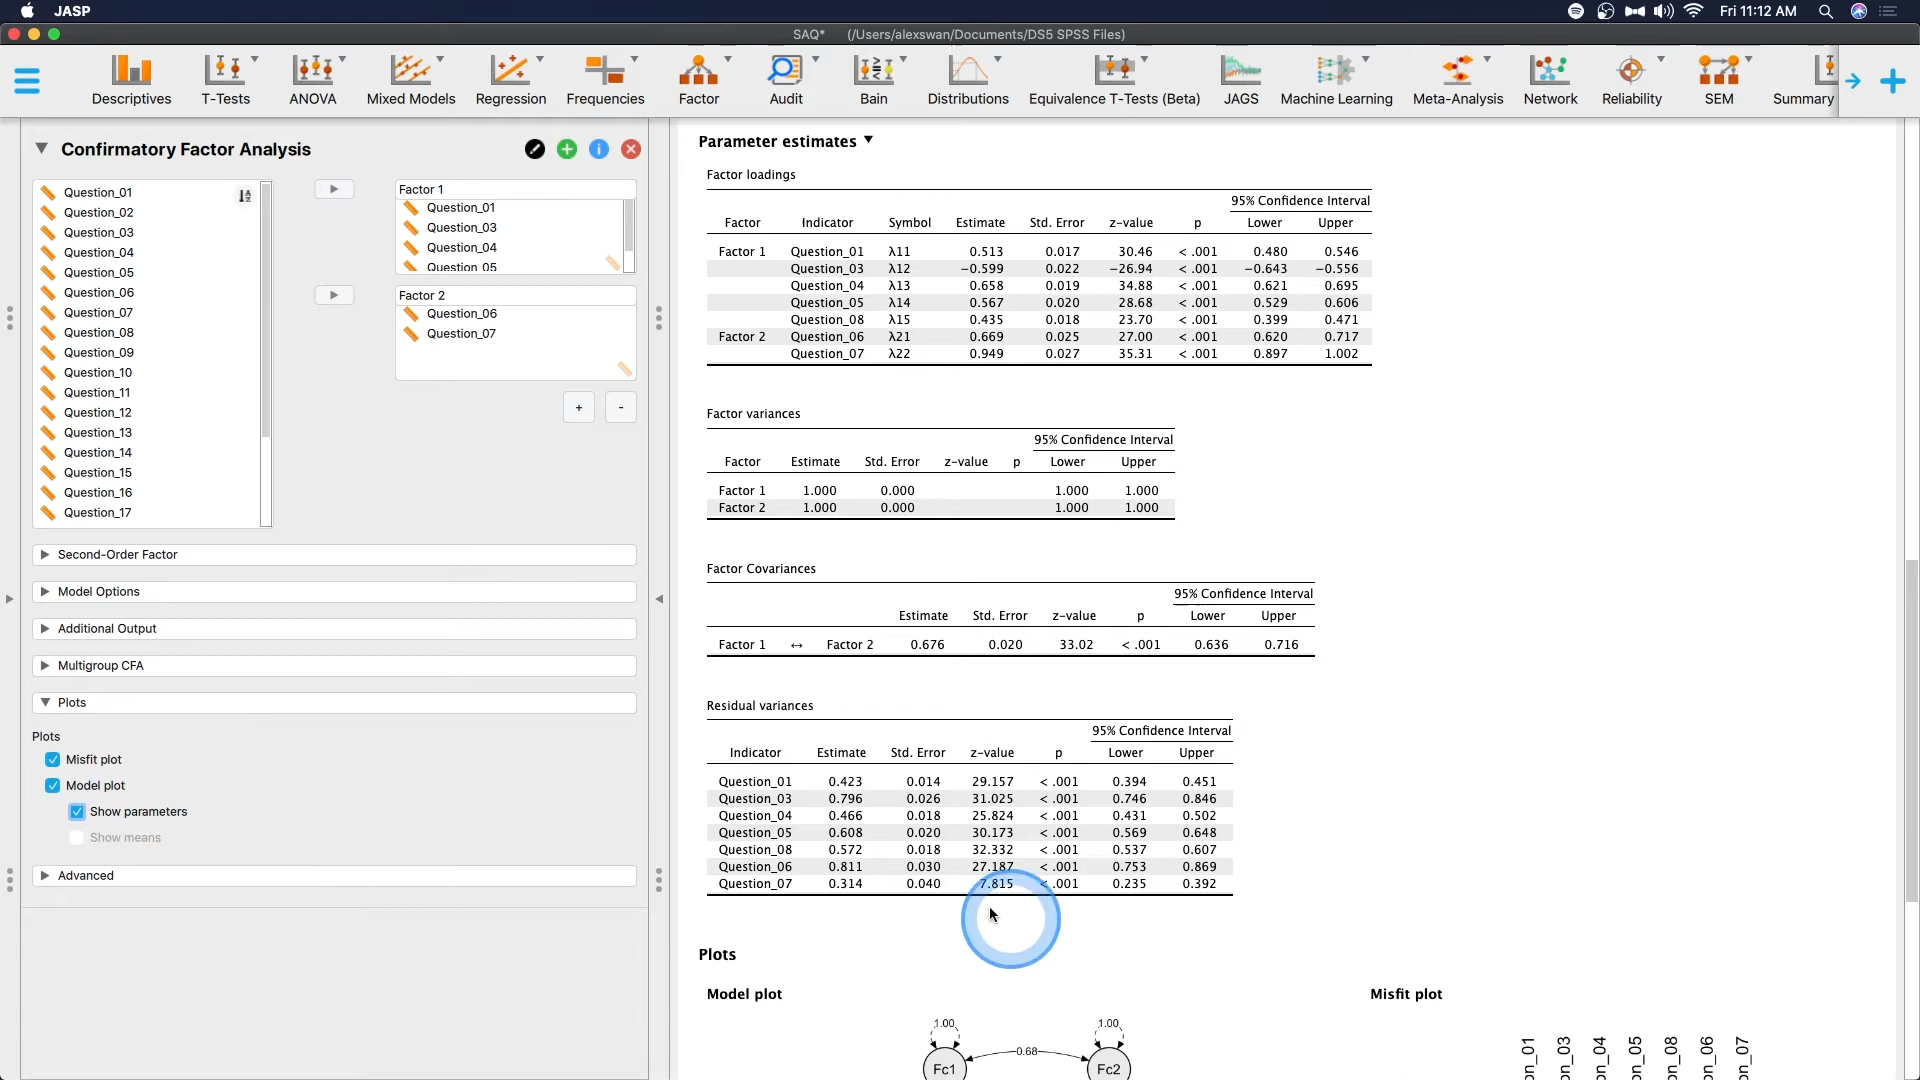 JASP
Fri 11:12 AM
SAQ* (/Users/alexswan/Documents/DS5 SPSS Files)
Descriptives T-Tests ANOVA Mixed Models Regression Frequencies Factor Audit Bain Distributions Equivalence T-Tests (Beta) JAGS Machine Learning Meta-Analysis Network Reliability SEM Summary
Confirmatory Factor Analysis
Question_01
Question_02
Question_03
Question_04
Question_05
Question_06
Question_07
Question_08
Question_09
Question_10
Question_11
Question_12
Question_13
Question_14
Question_15
Question_16
Question_17
Factor 1
Question_01
Question_03
Question_04
Question_05
Factor 2
Question_06
Question_07
+ -
Second-Order Factor
Model Options
Additional Output
Multigroup CFA
Plots
Plots
Misfit plot
Model plot
Show parameters
Show means
Advanced
Parameter estimates
Factor loadings
95% Confidence Interval
Factor Indicator Symbol Estimate Std. Error z-value p Lower Upper
Factor 1 Question_01 λ11 0.513 0.017 30.46 < .001 0.480 0.546
Question_03 λ12 −0.599 0.022 −26.94 < .001 −0.643 −0.556
Question_04 λ13 0.658 0.019 34.88 < .001 0.621 0.695
Question_05 λ14 0.567 0.020 28.68 < .001 0.529 0.606
Question_08 λ15 0.435 0.018 23.70 < .001 0.399 0.471
Factor 2 Question_06 λ21 0.669 0.025 27.00 < .001 0.620 0.717
Question_07 λ22 0.949 0.027 35.31 < .001 0.897 1.002
Factor variances
95% Confidence Interval
Factor Estimate Std. Error z-value p Lower Upper
Factor 1 1.000 0.000 1.000 1.000
Factor 2 1.000 0.000 1.000 1.000
Factor Covariances
95% Confidence Interval
Estimate Std. Error z-value p Lower Upper
Factor 1 ↔ Factor 2 0.676 0.020 33.02 < .001 0.636 0.716
Residual variances
95% Confidence Interval
Indicator Estimate Std. Error z-value p Lower Upper
Question_01 0.423 0.014 29.157 < .001 0.394 0.451
Question_03 0.796 0.026 31.025 < .001 0.746 0.846
Question_04 0.466 0.018 25.824 < .001 0.431 0.502
Question_05 0.608 0.020 30.173 < .001 0.569 0.648
Question_08 0.572 0.018 32.332 < .001 0.537 0.607
Question_06 0.811 0.030 27.187 < .001 0.753 0.869
Question_07 0.314 0.040 7.815 < .001 0.235 0.392
Plots
Model plot
Misfit plot
1.00 1.00
0.68
Fc1 Fc2
on_01
on_03
on_04
on_05
on_08
on_06
on_07